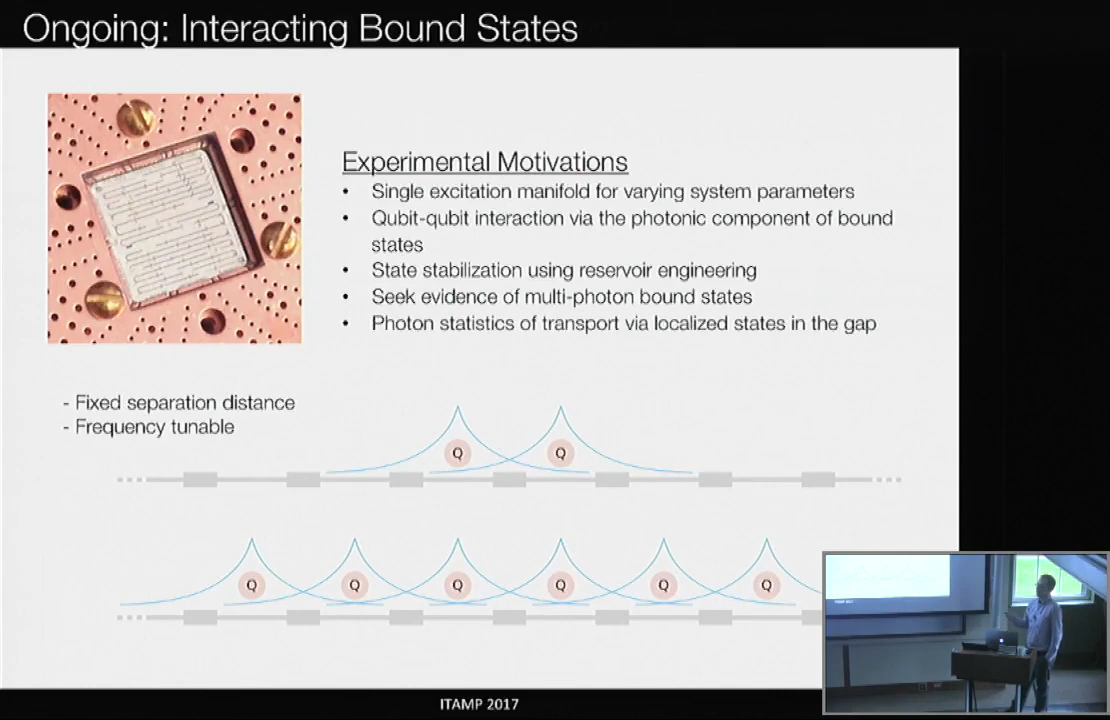 Ongoing: Interacting Bound States
Experimental Motivations
• Single excitation manifold for varying system parameters
• Qubit-qubit interaction via the photonic component of bound
states
• State stabilization using reservoir engineering
• Seek evidence of multi-photon bound states
• Photon statistics of transport via localized states in the gap
- Fixed separation distance
- Frequency tunable
Q Q
Q Q Q Q Q Q
ITAMP 2017